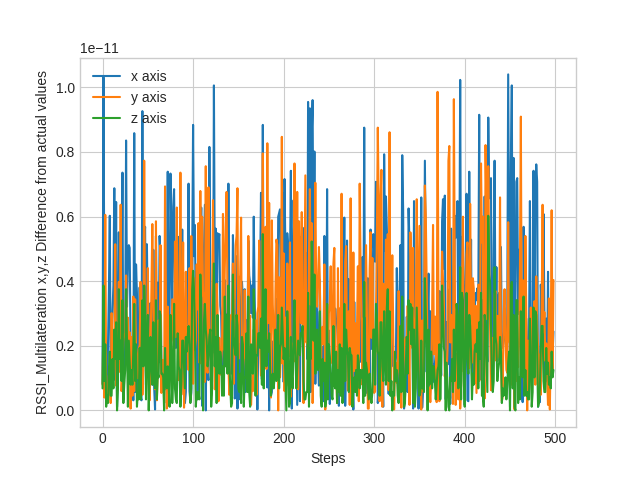 1e−11
x axis
y axis
z axis
1.0
0.8
0.6
0.4
0.2
0.0
RSSI_Multilateration x,y,z Difference from actual values
0
100
200
300
400
500
Steps